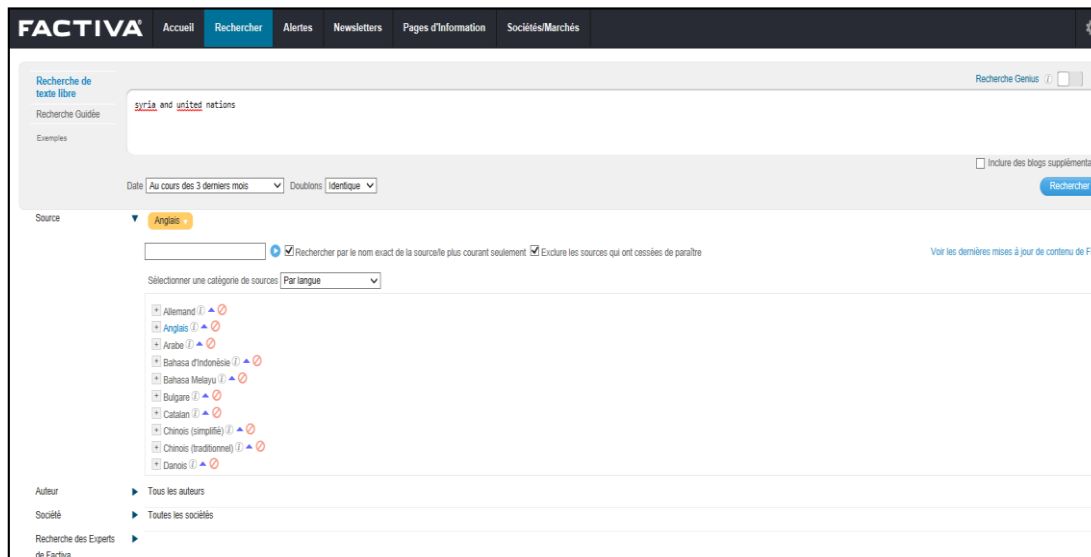 FACTIVA Accueil Rechercher Alertes Newsletters Pages d'Information Sociétés/Marchés
Recherche de
texte libre
Recherche Guidée
Exemples
Recherche Genius i
syria and united nations
Inclure des blogs supplémenta
Date Au cours des 3 derniers mois Doublons Identique
Rechercher
Source Anglais
Rechercher par le nom exact de la source/le plus courant seulement Exclure les sources qui ont cessées de paraître Voir les dernières mises à jour de contenu de F
Sélectionner une catégorie de sources Par langue
+ Allemand i
+ Anglais i
+ Arabe i
+ Bahasa d'Indonésie i
+ Bahasa Melayu i
+ Bulgare i
+ Catalan i
+ Chinois (simplifié) i
+ Chinois (traditionnel) i
+ Danois i
Auteur Tous les auteurs
Société Toutes les sociétés
Recherche des Experts
de Factiva